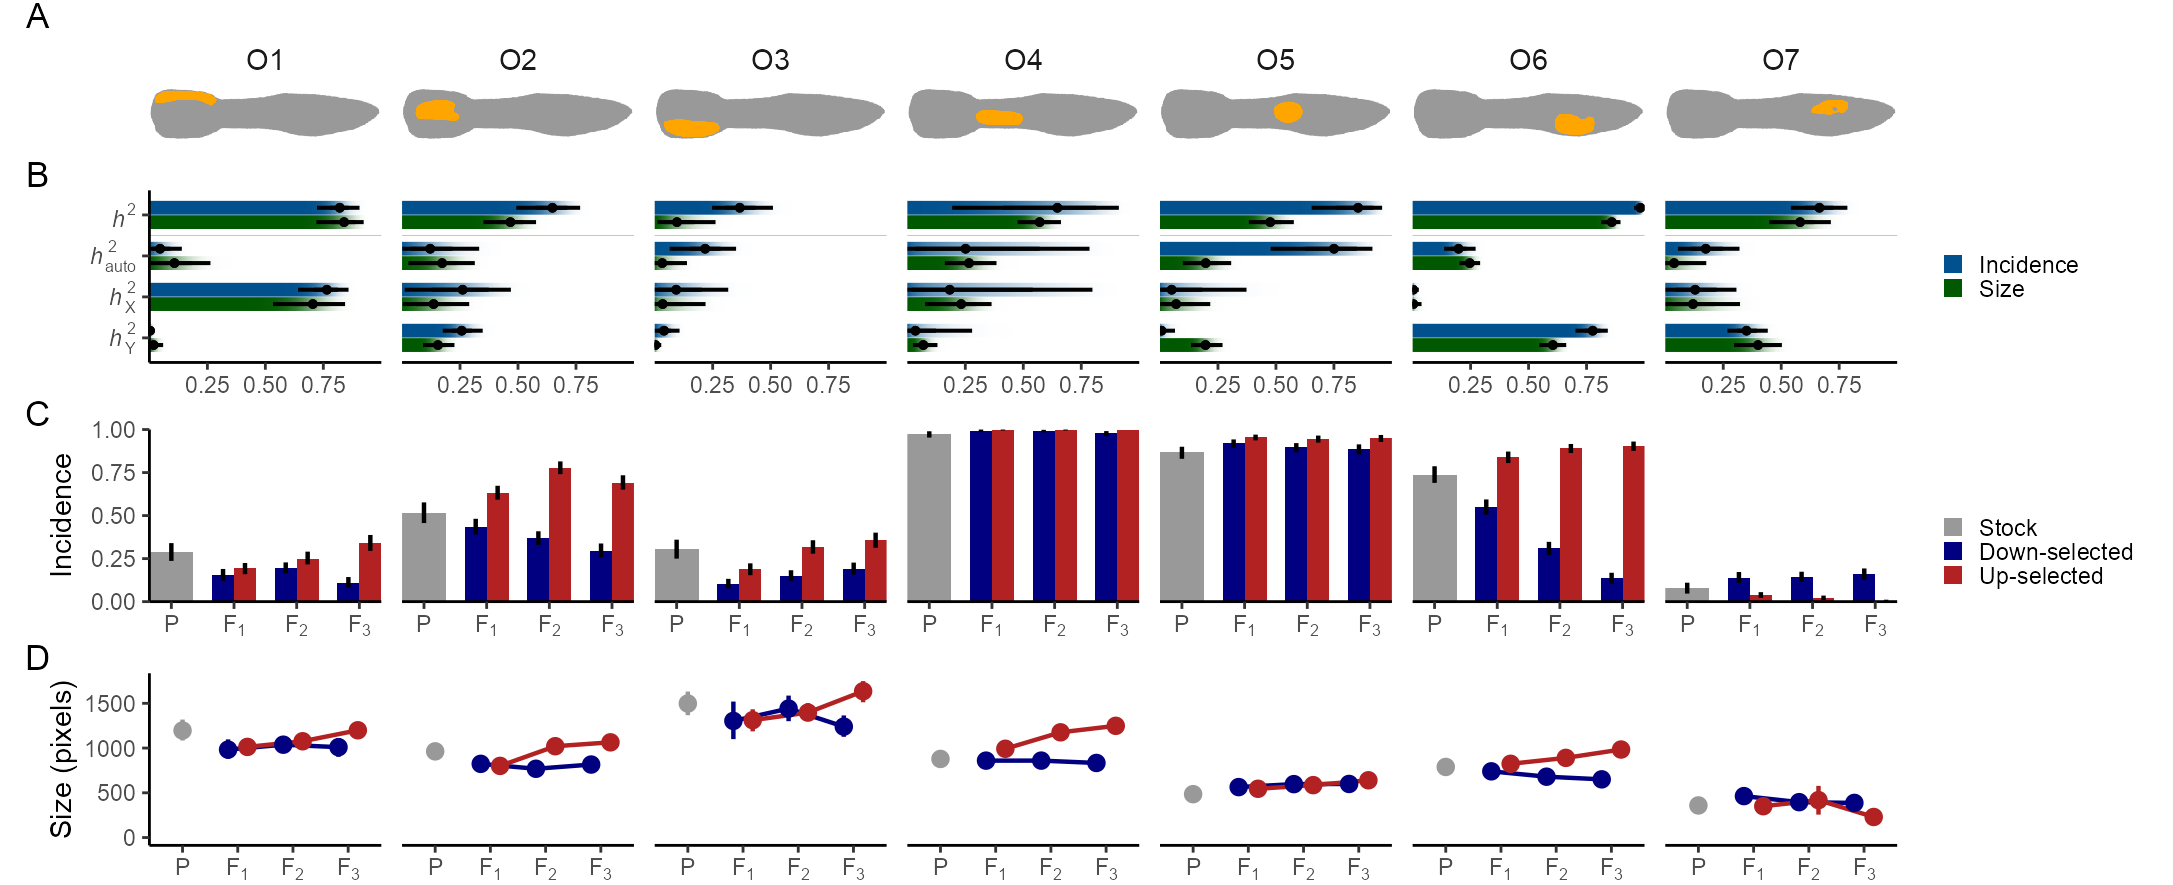 A
O1 O2 O3 O4 O5 O6 O7
B
h²
h²auto
h²X
h²Y
0.25 0.50 0.75 0.25 0.50 0.75 0.25 0.50 0.75 0.25 0.50 0.75 0.25 0.50 0.75 0.25 0.50 0.75 0.25 0.50 0.75
Incidence
Size
C
Incidence
1.00
0.75
0.50
0.25
0.00
P F₁ F₂ F₃ P F₁ F₂ F₃ P F₁ F₂ F₃ P F₁ F₂ F₃ P F₁ F₂ F₃ P F₁ F₂ F₃ P F₁ F₂ F₃
Stock
Down-selected
Up-selected
D
Size (pixels)
1500
1000
500
0
P F₁ F₂ F₃ P F₁ F₂ F₃ P F₁ F₂ F₃ P F₁ F₂ F₃ P F₁ F₂ F₃ P F₁ F₂ F₃ P F₁ F₂ F₃